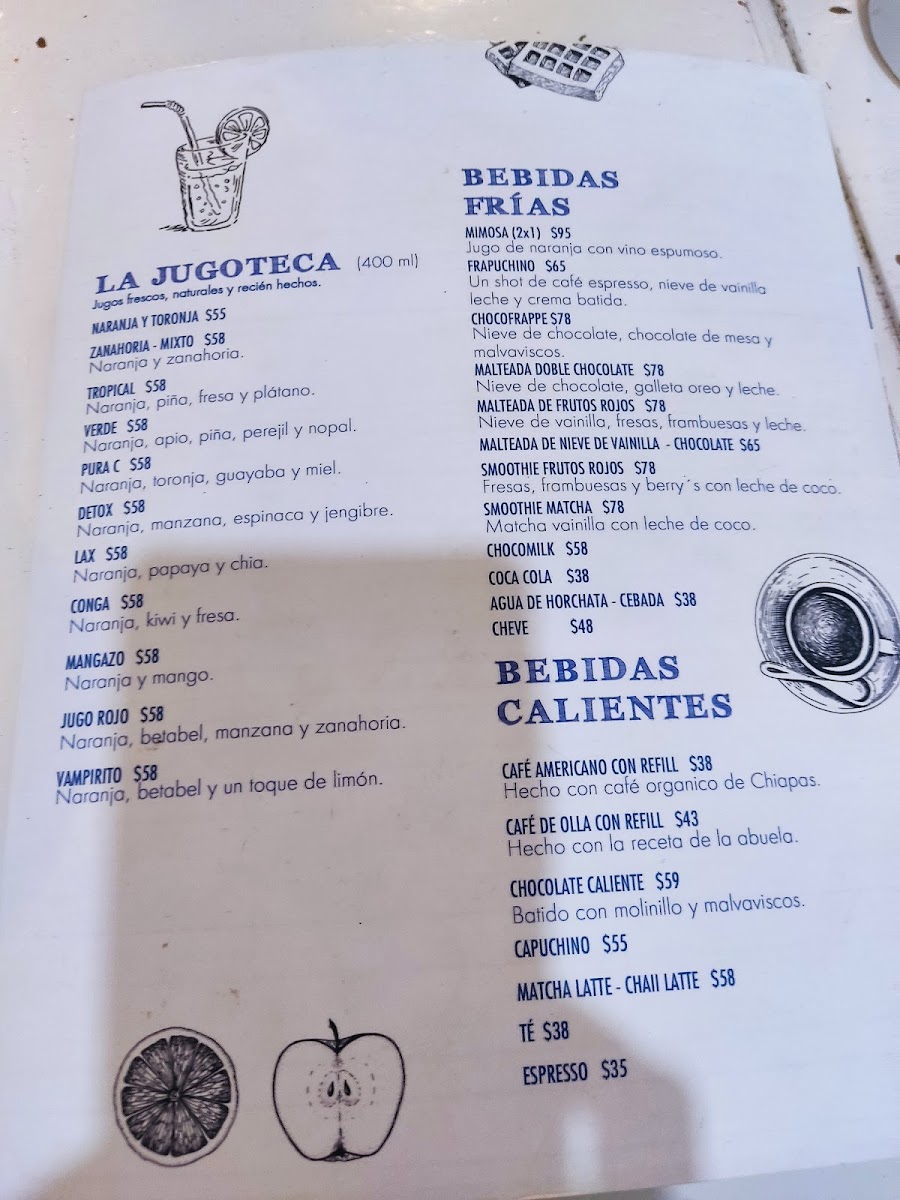 LA JUGOTECA (400 ml)
Jugos frescos, naturales y recién hechos.
NARANJA Y TORONJA $55
ZANAHORIA - MIXTO $58
Naranja y zanahoria.
TROPICAL $58
Naranja, piña, fresa y plátano.
VERDE $58
Naranja, apio, piña, perejil y nopal.
PURA C $58
Naranja, toronja, guayaba y miel.
DETOX $58
Naranja, manzana, espinaca y jengibre.
LAX $58
Naranja, papaya y chia.
CONGA $58
Naranja, kiwi y fresa.
MANGAZO $58
Naranja y mango.
JUGO ROJO $58
Naranja, betabel, manzana y zanahoria.
VAMPIRITO $58
Naranja, betabel y un toque de limón.
BEBIDAS
FRÍAS
MIMOSA (2x1) $95
Jugo de naranja con vino espumoso.
FRAPUCHINO $65
Un shot de café espresso, nieve de vainilla
leche y crema batida.
CHOCOFRAPPE $78
Nieve de chocolate, chocolate de mesa y
malvaviscos.
MALTEADA DOBLE CHOCOLATE $78
Nieve de chocolate, galleta oreo y leche.
MALTEADA DE FRUTOS ROJOS $78
Nieve de vainilla, fresas, frambuesas y leche.
MALTEADA DE NIEVE DE VAINILLA - CHOCOLATE $65
SMOOTHIE FRUTOS ROJOS $78
Fresas, frambuesas y berry´s con leche de coco.
SMOOTHIE MATCHA $78
Matcha vainilla con leche de coco.
CHOCOMILK $58
COCA COLA $38
AGUA DE HORCHATA - CEBADA $38
CHEVE $48
BEBIDAS
CALIENTES
CAFÉ AMERICANO CON REFILL $38
Hecho con café organico de Chiapas.
CAFÉ DE OLLA CON REFILL $43
Hecho con la receta de la abuela.
CHOCOLATE CALIENTE $59
Batido con molinillo y malvaviscos.
CAPUCHINO $55
MATCHA LATTE - CHAII LATTE $58
TÉ $38
ESPRESSO $35